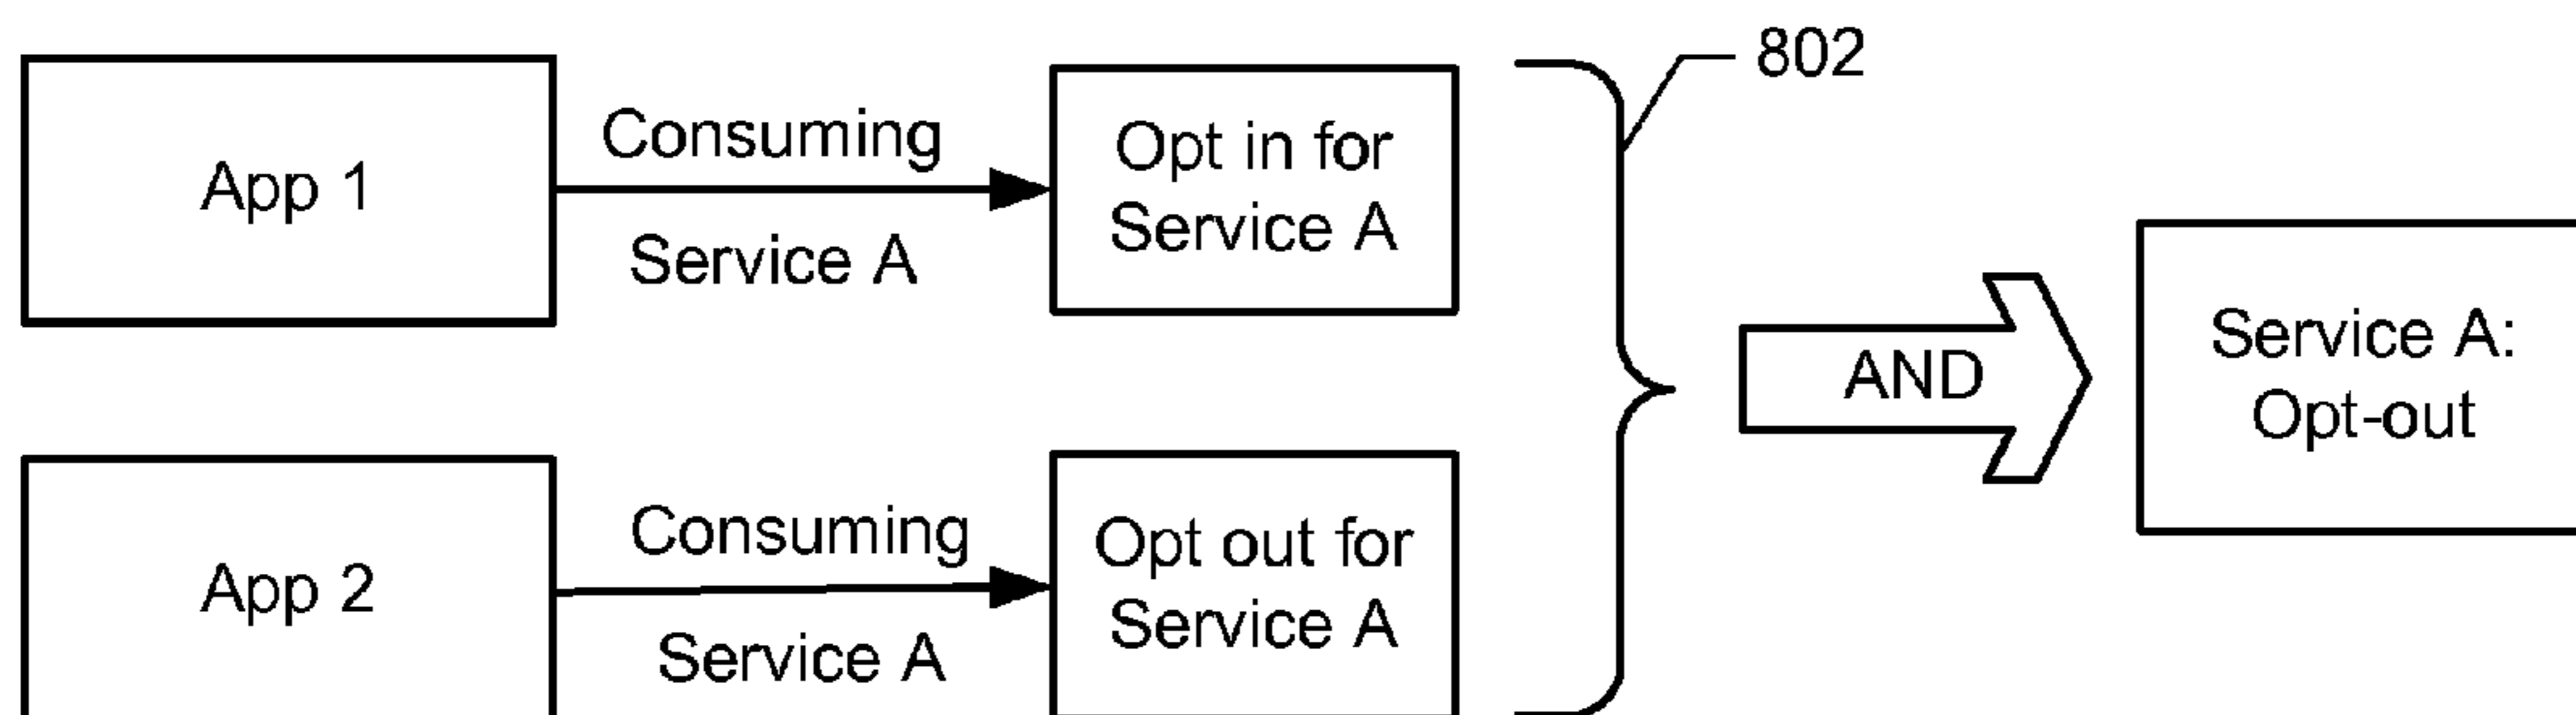 802
App 1
Consuming
Service A
Opt in for
Service A
AND
Service A:
Opt-out
App 2
Consuming
Service A
Opt out for
Service A